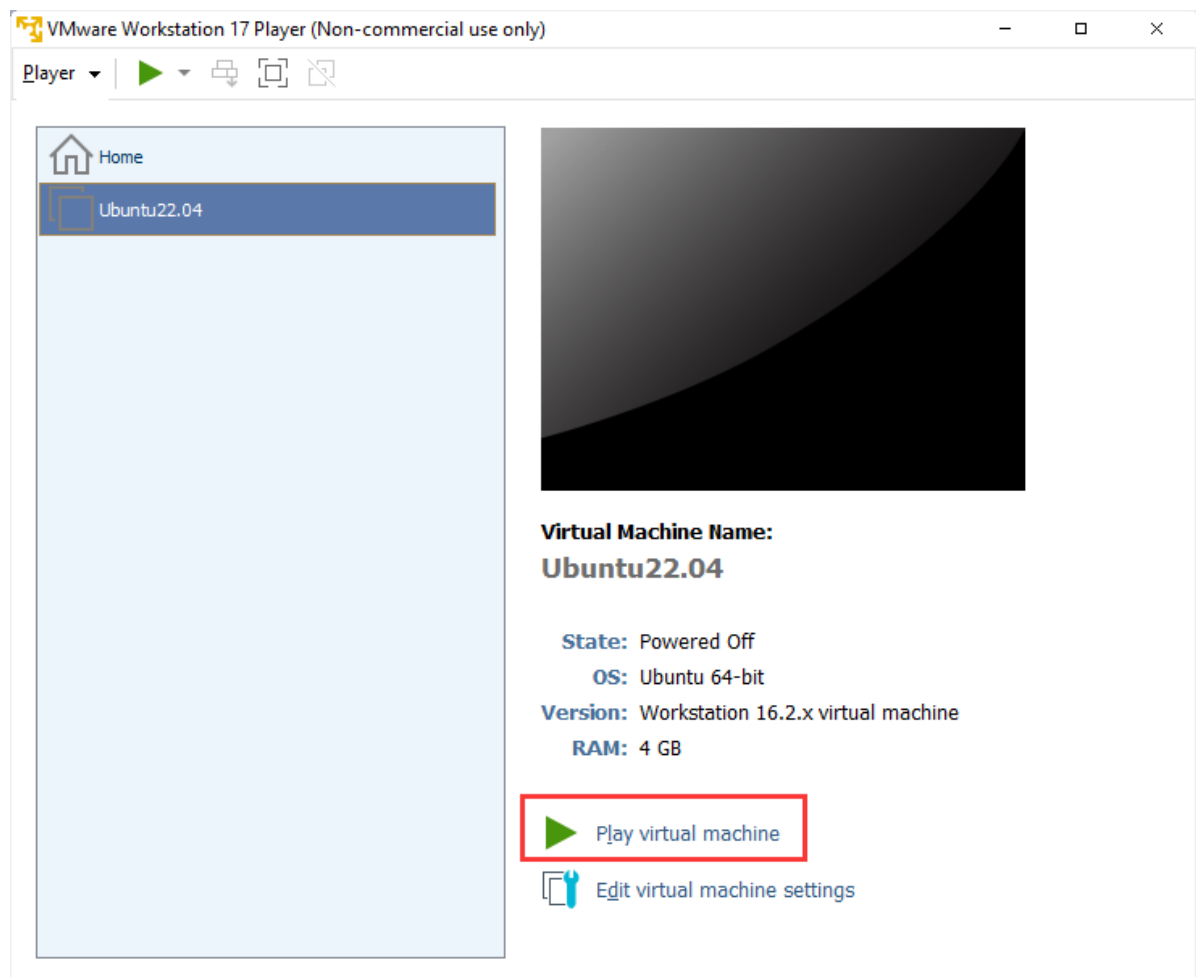 VMware Workstation 17 Player (Non-commercial use only)
Player
Home
Ubuntu22.04
Virtual Machine Name:
Ubuntu22.04
State: Powered Off
OS: Ubuntu 64-bit
Version: Workstation 16.2.x virtual machine
RAM: 4 GB
Play virtual machine
Edit virtual machine settings